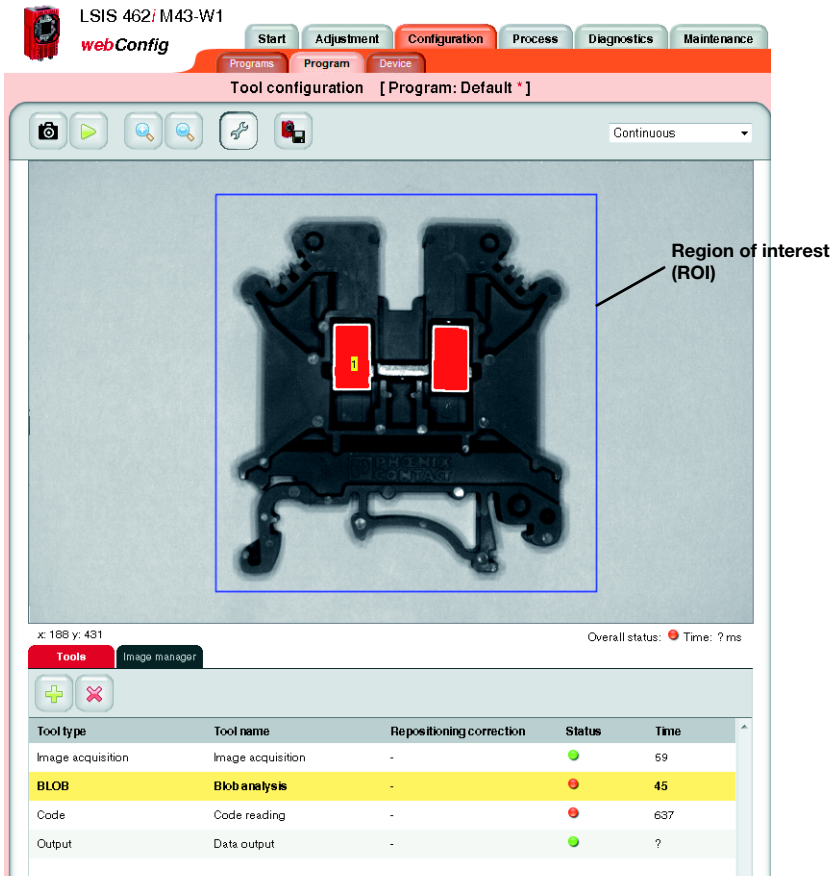 LSIS 462i M43-W1
webConfig
Start Adjustment Configuration Process Diagnostics Maintenance
Programs Program Device
Tool configuration [ Program: Default * ]
Continuous
Region of interest
(ROI)
1
PHŒNIX
CONTACT
x: 188 y: 431
Overall status: Time: ? ms
Tools Image manager
Tool type Tool name Repositioning correction Status Time
Image acquisition Image acquisition - 59
BLOB Blob analysis - 45
Code Code reading - 637
Output Data output - ?